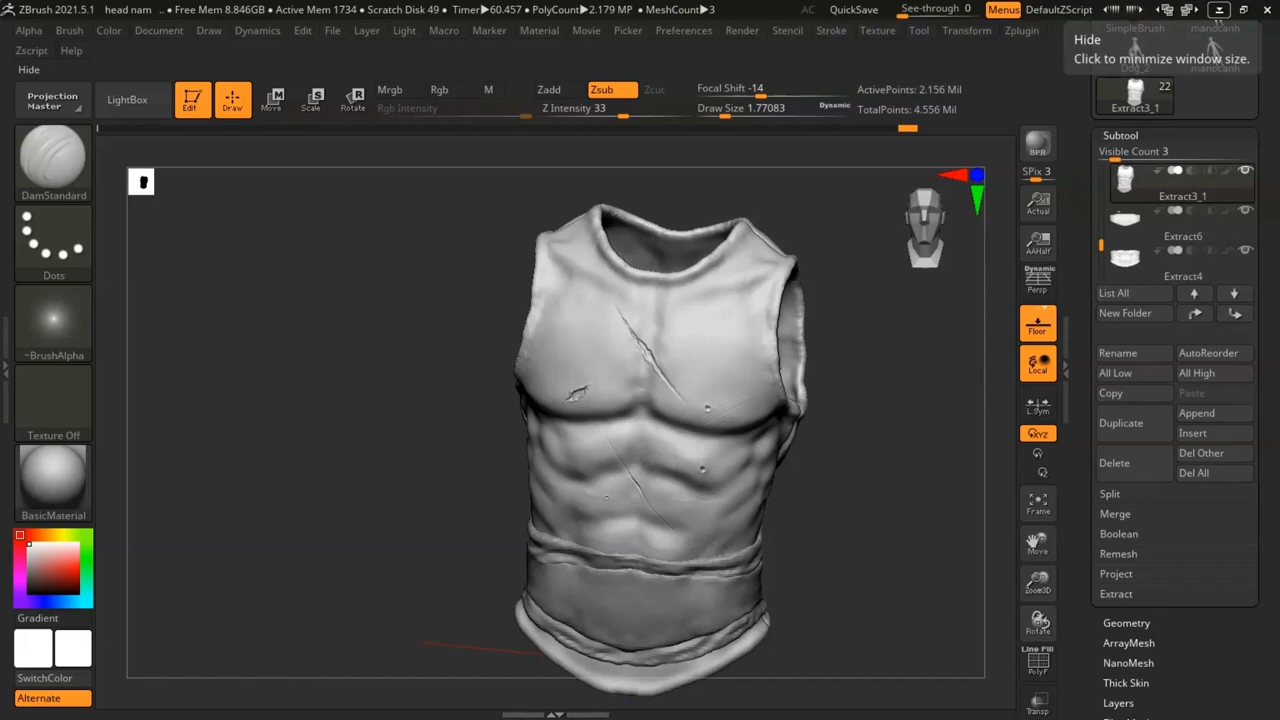 ZBrush 2021.5.1 head nam .. • Free Mem 8.846GB • Active Mem 1734 • Scratch Disk 49 • Timer▶60.457 • PolyCount▶2.179 MP • MeshCount▶3 AC QuickSave See-through 0 Menus DefaultZScript
Alpha Brush Color Document Draw Dynamics Edit File Layer Light Macro Marker Material Movie Picker Preferences Render Stencil Stroke Texture Tool Transform Zplugin
Zscript Help
Hide
Hide
Click to minimize window size.
SimpleBrush
manocanh
manocanh
Projection
Master
LightBox
Edit
Draw
Move
Scale
Rotate
Mrgb Rgb M
Rgb Intensity
Zadd Zsub Zcut
Z Intensity 33
Focal Shift -14
Draw Size 1.77083
Dynamic
ActivePoints: 2.156 Mil
TotalPoints: 4.556 Mil
22
Extract3_1
DamStandard
Dots
~BrushAlpha
Texture Off
BasicMaterial
Gradient
SwitchColor
Alternate
BPR
SPix 3
Actual
AAHalf
Dynamic
Persp
Floor
Local
L.Sym
XYZ
Frame
Move
Zoom3D
Rotate
Line Fill
PolyF
Transp
Subtool
Visible Count 3
Extract3_1
Extract6
Extract4
List All
New Folder
Rename AutoReorder
All Low All High
Copy Paste
Duplicate
Append
Insert
Delete
Del Other
Del All
Split
Merge
Boolean
Remesh
Project
Extract
Geometry
ArrayMesh
NanoMesh
Thick Skin
Layers